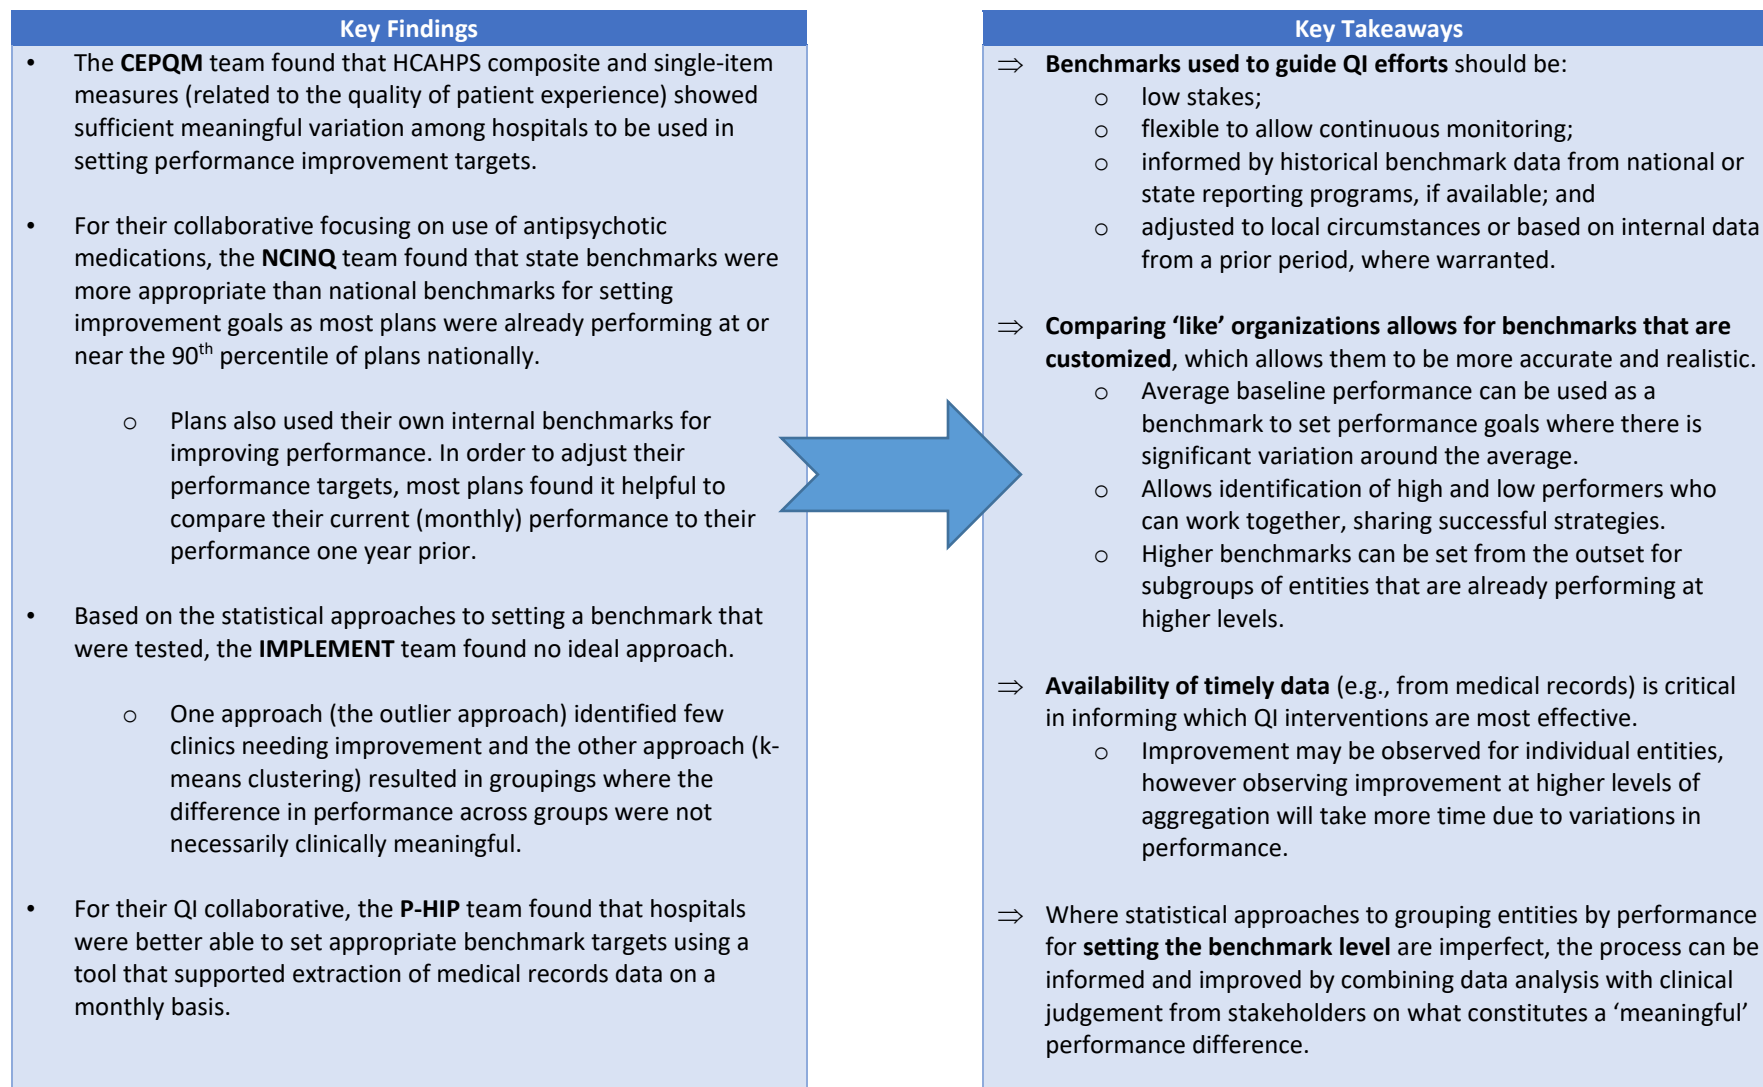 Key Findings
• The CEPQM team found that HCAHPS composite and single-item
measures (related to the quality of patient experience) showed
sufficient meaningful variation among hospitals to be used in
setting performance improvement targets.
• For their collaborative focusing on use of antipsychotic
medications, the NCINQ team found that state benchmarks were
more appropriate than national benchmarks for setting
improvement goals as most plans were already performing at or
near the 90th percentile of plans nationally.
o Plans also used their own internal benchmarks for
improving performance. In order to adjust their
performance targets, most plans found it helpful to
compare their current (monthly) performance to their
performance one year prior.
• Based on the statistical approaches to setting a benchmark that
were tested, the IMPLEMENT team found no ideal approach.
o One approach (the outlier approach) identified few
clinics needing improvement and the other approach (k-
means clustering) resulted in groupings where the
difference in performance across groups were not
necessarily clinically meaningful.
• For their QI collaborative, the P-HIP team found that hospitals
were better able to set appropriate benchmark targets using a
tool that supported extraction of medical records data on a
monthly basis.
Key Takeaways
⇒ Benchmarks used to guide QI efforts should be:
o low stakes;
o flexible to allow continuous monitoring;
o informed by historical benchmark data from national or
state reporting programs, if available; and
o adjusted to local circumstances or based on internal data
from a prior period, where warranted.
⇒ Comparing ‘like’ organizations allows for benchmarks that are
customized, which allows them to be more accurate and realistic.
o Average baseline performance can be used as a
benchmark to set performance goals where there is
significant variation around the average.
o Allows identification of high and low performers who
can work together, sharing successful strategies.
o Higher benchmarks can be set from the outset for
subgroups of entities that are already performing at
higher levels.
⇒ Availability of timely data (e.g., from medical records) is critical
in informing which QI interventions are most effective.
o Improvement may be observed for individual entities,
however observing improvement at higher levels of
aggregation will take more time due to variations in
performance.
⇒ Where statistical approaches to grouping entities by performance
for setting the benchmark level are imperfect, the process can be
informed and improved by combining data analysis with clinical
judgement from stakeholders on what constitutes a ‘meaningful’
performance difference.